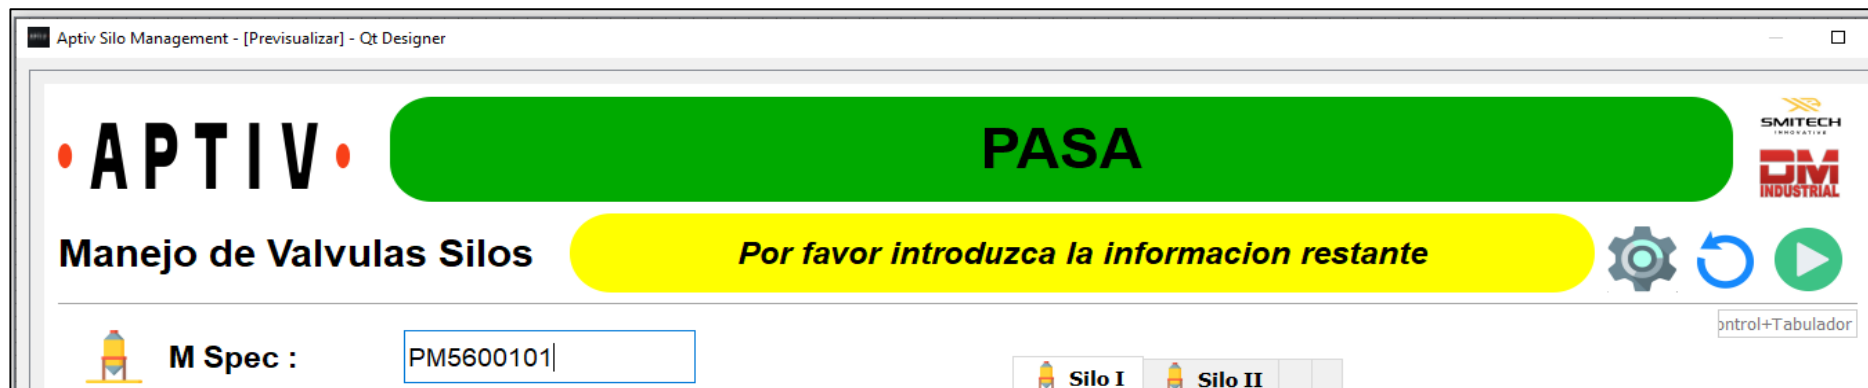 Aptiv Silo Management - [Previsualizar] - Qt Designer
• A P T I V •
PASA
SMITECH
INNOVATIVE
DM
INDUSTRIAL
Manejo de Valvulas Silos
Por favor introduzca la informacion restante
ontrol+Tabulador
M Spec :
PM5600101
Silo I
Silo II